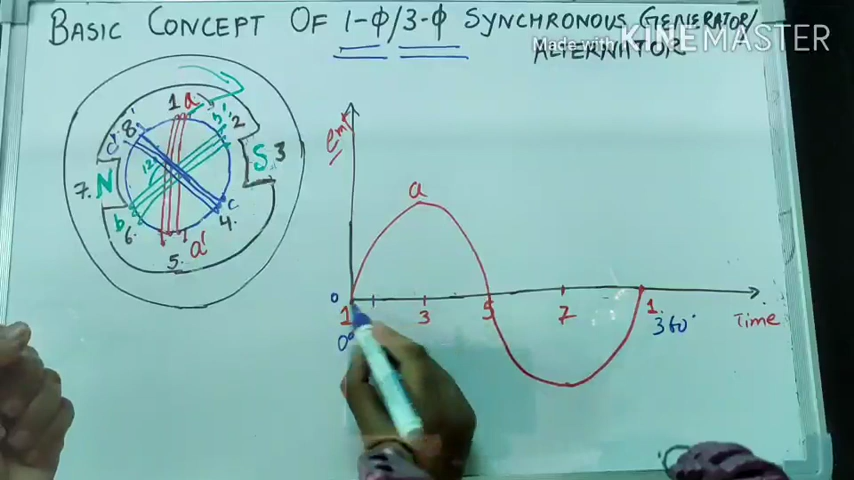 BASIC CONCEPT OF 1-Φ/3-Φ SYNCHRONOUS GENERATOR/
ALTERNATOR
Made with KINEMASTER
1 a
b'
2
8'
c'
S 3
12
7. N
c
4.
b
6.
a'
5.
emf
a
0
1 3 5 7 1.
0° 360°
Time